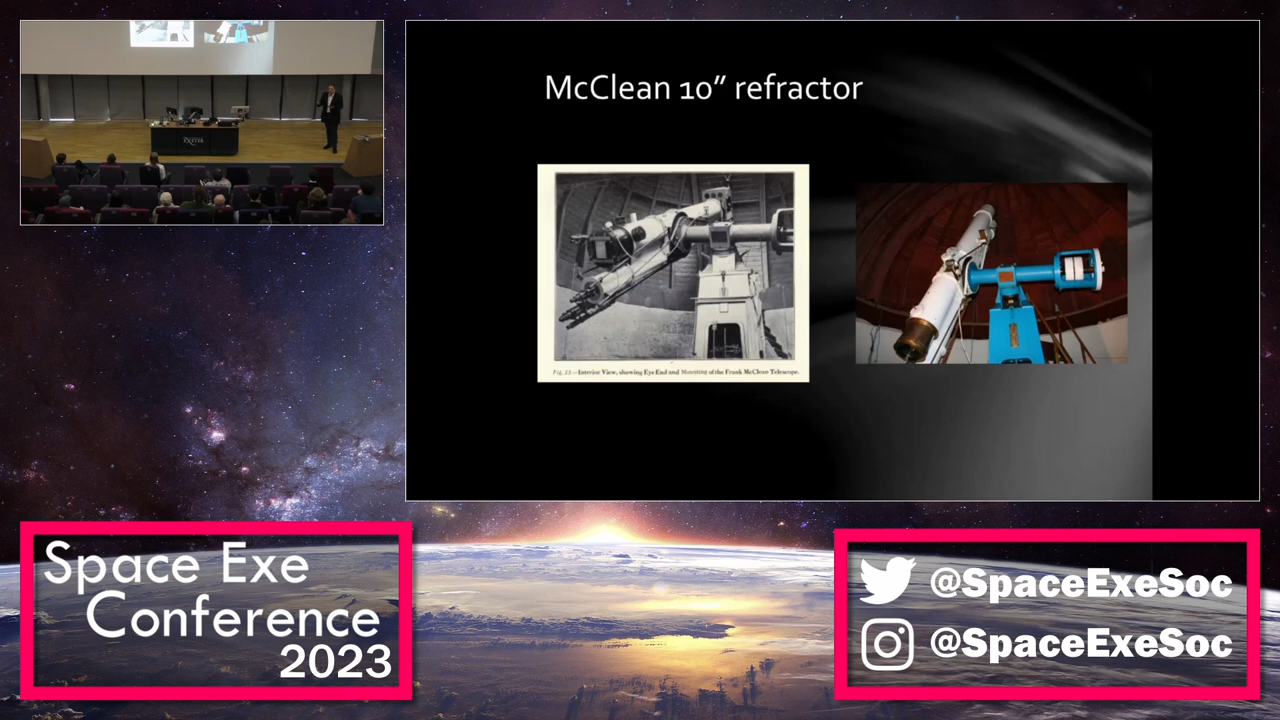 McClean 10” refractor
EXETER
Fig. 13.—Interior View, showing Eye End and Mounting of the Frank McClean Telescope.
Space Exe
Conference
2023
@SpaceExeSoc
@SpaceExeSoc